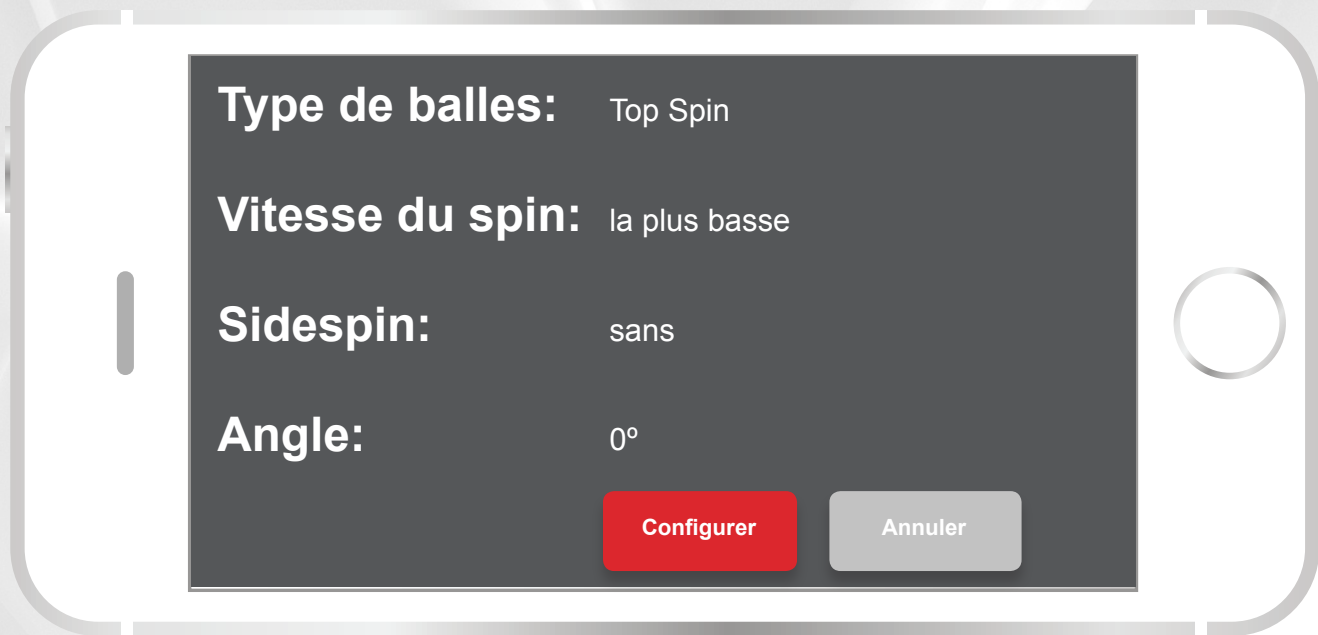 Type de balles: Top Spin
Vitesse du spin: la plus basse
Sidespin: sans
Angle: 0º
Configurer Annuler